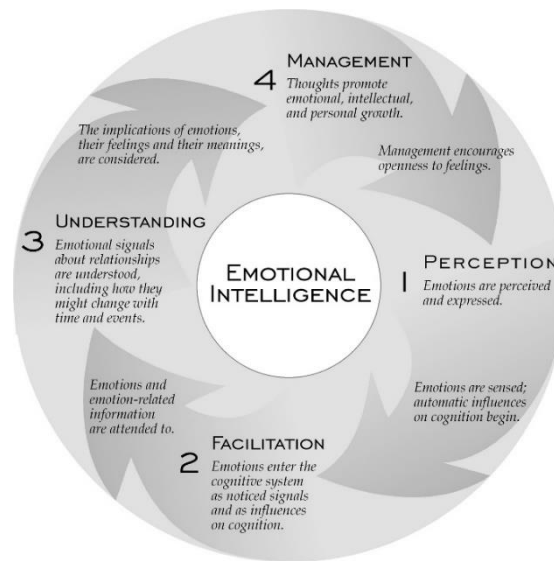 4 MANAGEMENT
Thoughts promote
emotional, intellectual,
and personal growth.
Management encourages
openness to feelings.
1 PERCEPTION
Emotions are perceived
and expressed.
Emotions are sensed;
automatic influences
on cognition begin.
2 FACILITATION
Emotions enter the
cognitive system
as noticed signals
and as influences
on cognition.
Emotions and
emotion-related
information
are attended to.
3 UNDERSTANDING
Emotional signals
about relationships
are understood,
including how they
might change with
time and events.
The implications of emotions,
their feelings and their meanings,
are considered.
EMOTIONAL
INTELLIGENCE